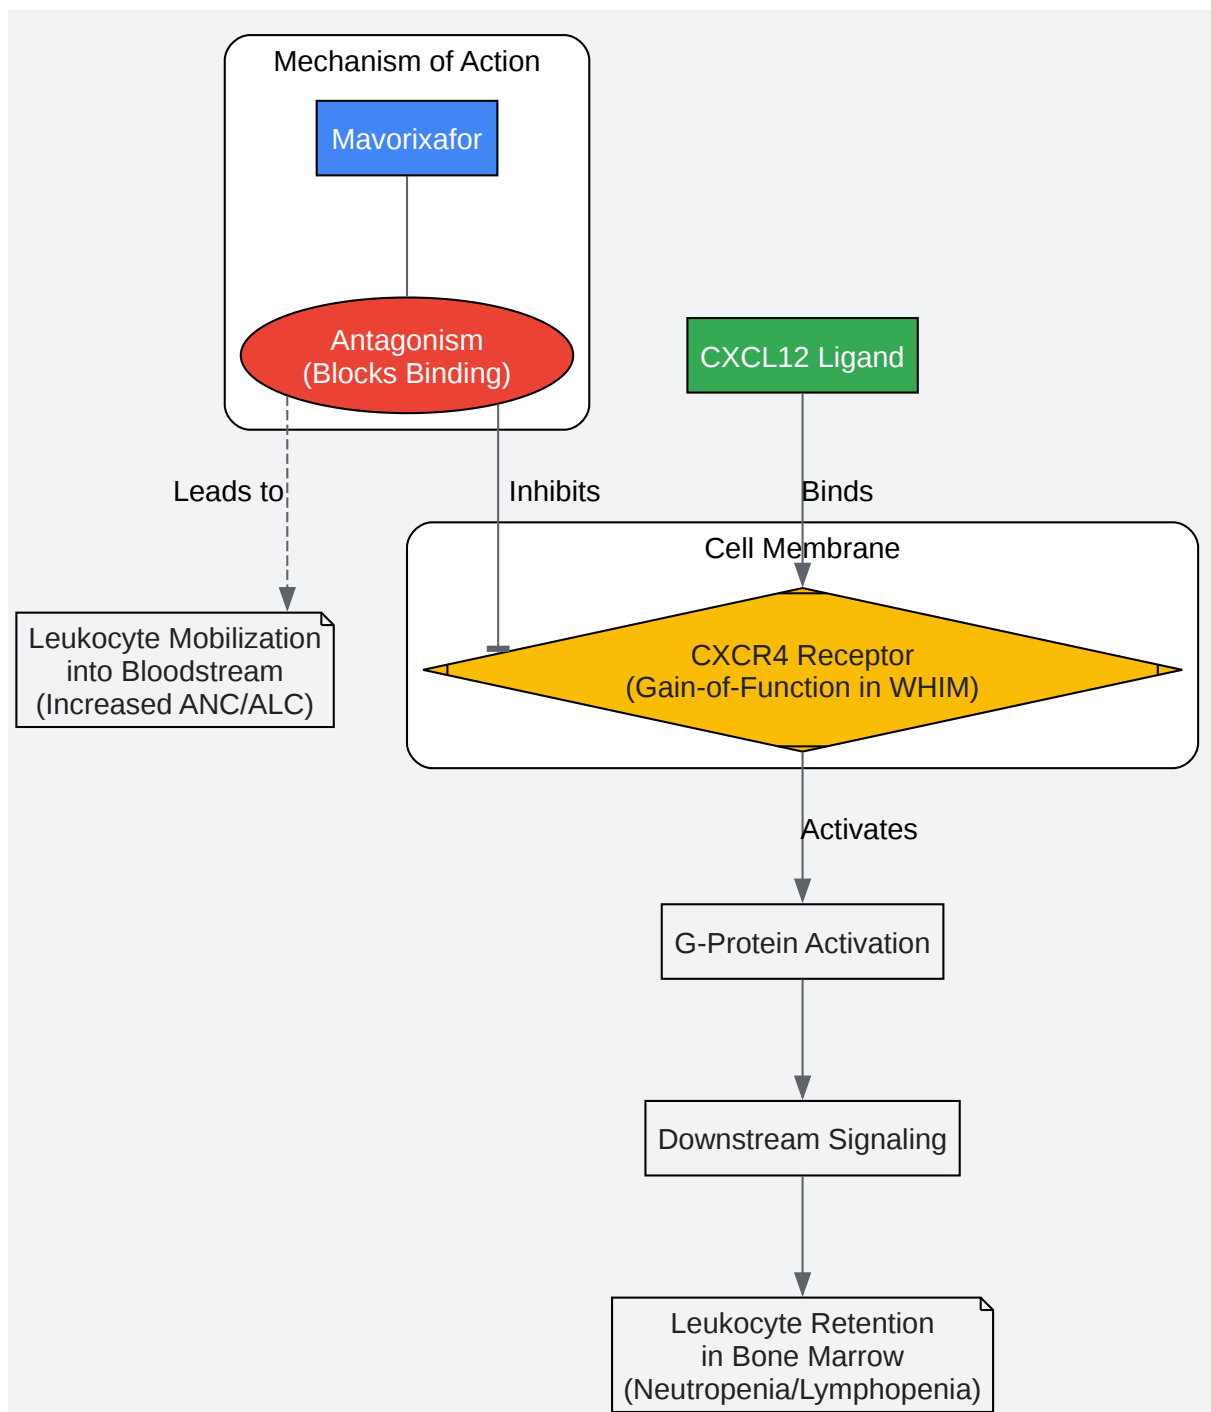 Mechanism of Action
Mavorixafor
Antagonism
(Blocks Binding)
CXCL12 Ligand
Leads to
Inhibits
Binds
Cell Membrane
Leukocyte Mobilization
into Bloodstream
(Increased ANC/ALC)
CXCR4 Receptor
(Gain-of-Function in WHIM)
Activates
G-Protein Activation
Downstream Signaling
Leukocyte Retention
in Bone Marrow
(Neutropenia/Lymphopenia)